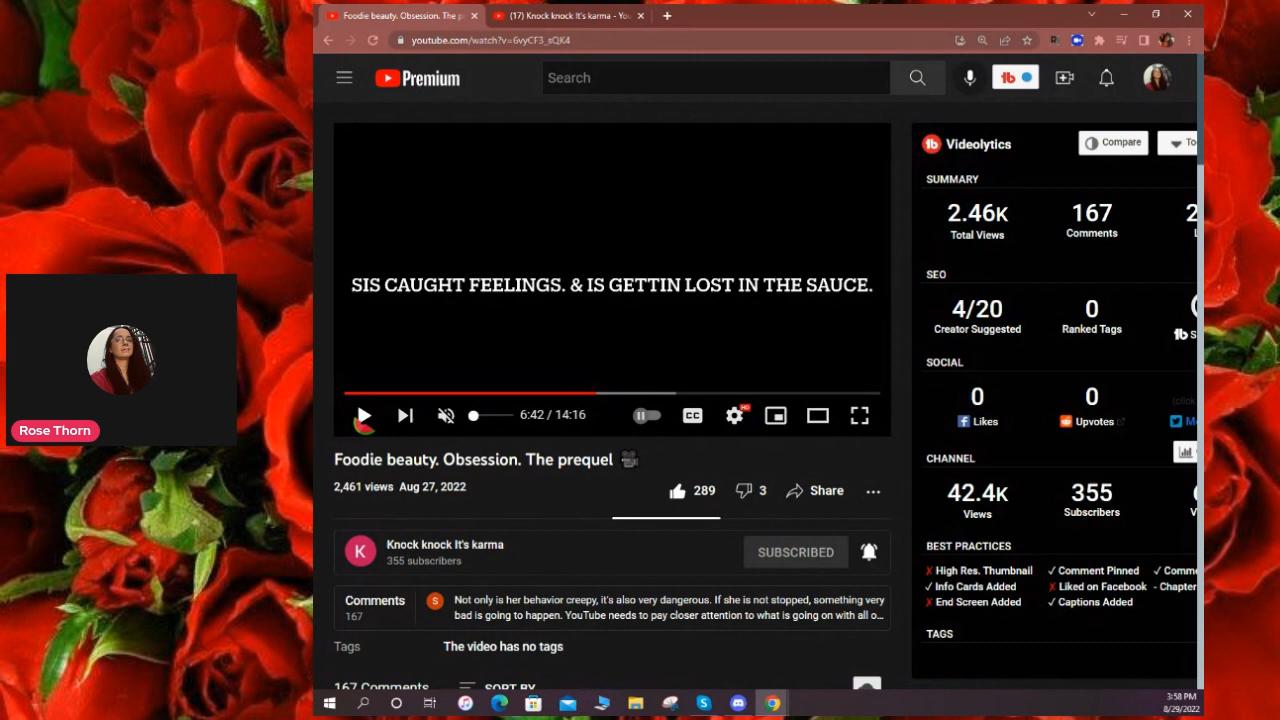 Foodie beauty. Obsession. The p
(17) Knock knock It's karma - You
youtube.com/watch?v=6vyCF3_sQK4
Premium
Search
Rose Thorn
SIS CAUGHT FEELINGS. & IS GETTIN LOST IN THE SAUCE.
6:42 / 14:16
CC
HD
Foodie beauty. Obsession. The prequel
2,461 views Aug 27, 2022
289
3
Share
K
Knock knock It's karma
355 subscribers
SUBSCRIBED
Comments
167
S
Not only is her behavior creepy, it's also very dangerous. If she is not stopped, something very
bad is going to happen. YouTube needs to pay closer attention to what is going on with all o...
Tags
The video has no tags
167 Comments
SORT BY
tb
Videolytics
Compare
To
SUMMARY
2.46K
Total Views
167
Comments
2
L
SEO
4/20
Creator Suggested
0
Ranked Tags
tb S
SOCIAL
0
Likes
0
Upvotes
(click
M
CHANNEL
42.4K
Views
355
Subscribers
V
BEST PRACTICES
✗ High Res. Thumbnail
✓ Comment Pinned
✓ Comme
✓ Info Cards Added
✗ Liked on Facebook
- Chapter
✗ End Screen Added
✓ Captions Added
TAGS
3:58 PM
8/29/2022